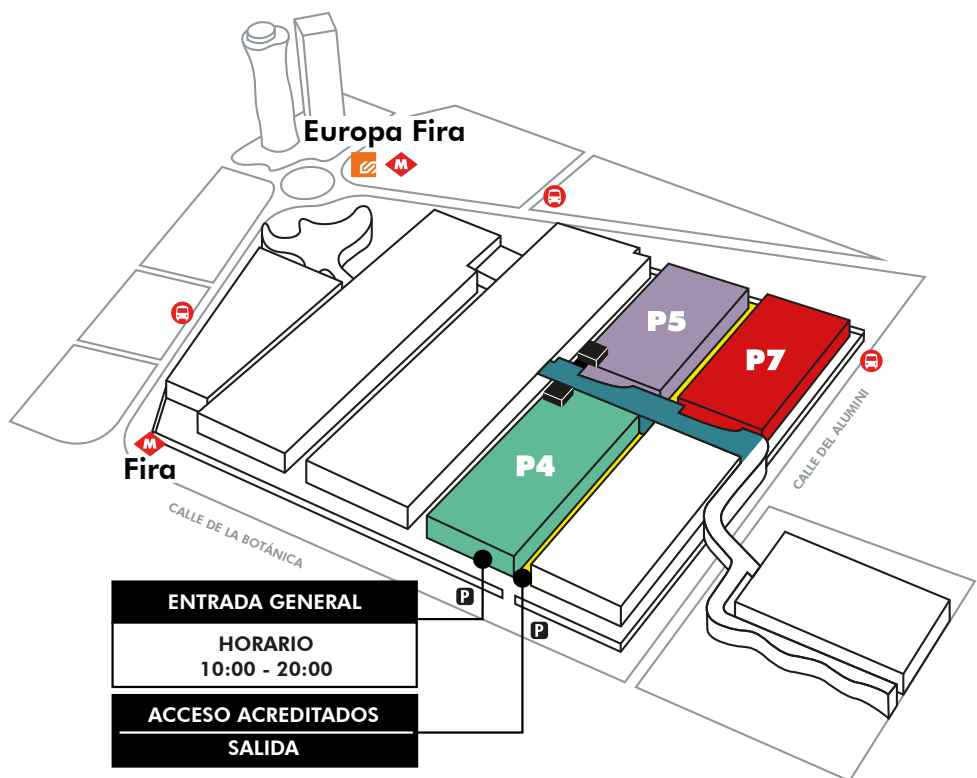 Europa Fira
M
P5
P7
P4
M
Fira
CALLE DE LA BOTÁNICA
CALLE DEL ALUMINI
P
P
ENTRADA GENERAL
HORARIO
10:00 - 20:00
ACCESO ACREDITADOS
SALIDA